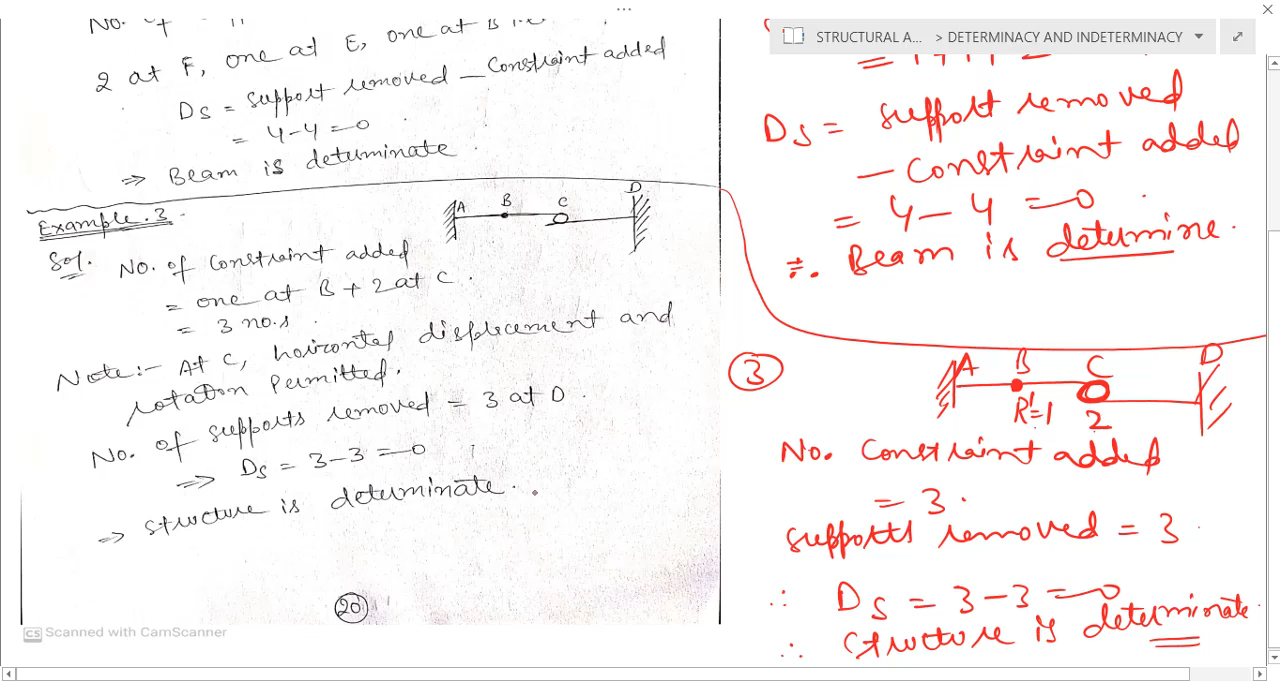 No. of
2 at F, one at E, one at B
Ds = support removed - Constraint added
= 4-4=0
⇒ Beam is detuminate.
Example.3
A B C D
Sol. No. of Constraint added
= one at B + 2 at C.
= 3 no.s
Note:- At C, hoirontal displecement and
rotation Permitted.
No. of supports removed = 3 at D.
⇒ Ds = 3-3=0
⇒ structure is detuminate.
20
CS Scanned with CamScanner
STRUCTURAL A... > DETERMINACY AND INDETERMINACY
Ds = support removed
- Constraint added
= 4-4=0
∴ Beam is determine.
3
A B C D
R'=1 2
No. Constraint added
= 3.
supports removed = 3.
∴ Ds = 3-3=0
∴ structure is determinate.